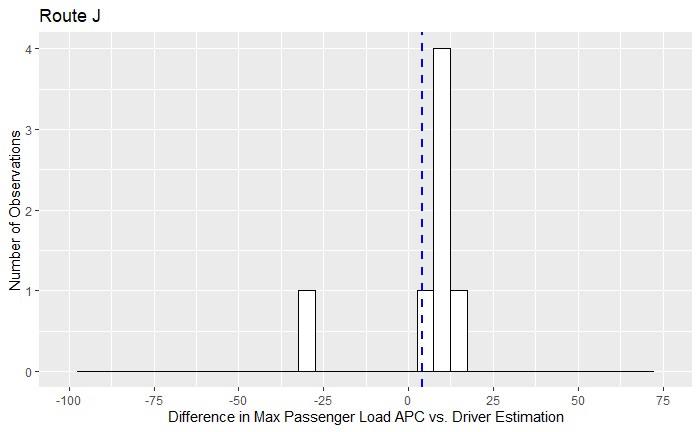 Route J
4
3
2
1
0
Number of Observations
-100 -75 -50 -25 0 25 50 75
Difference in Max Passenger Load APC vs. Driver Estimation